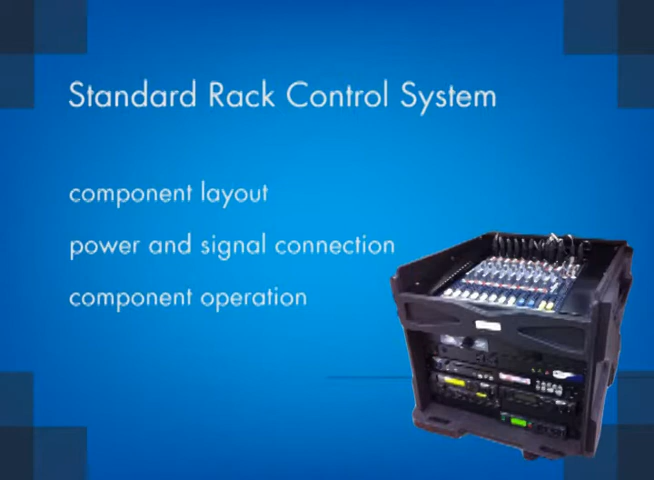 Standard Rack Control System
component layout
power and signal connection
component operation